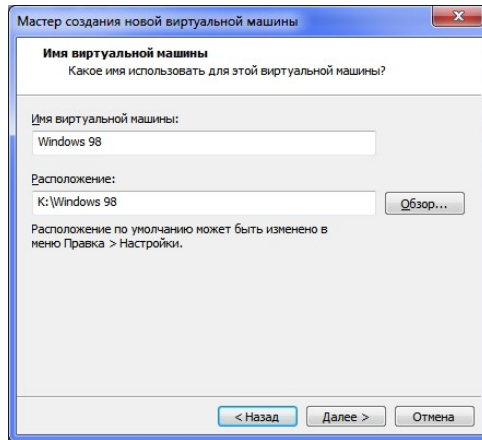 Мастер создания новой виртуальной машины
Имя виртуальной машины
Какое имя использовать для этой виртуальной машины?
Имя виртуальной машины:
Windows 98
Расположение:
K:\Windows 98
Обзор...
Расположение по умолчанию может быть изменено в
меню Правка > Настройки.
< Назад
Далее >
Отмена